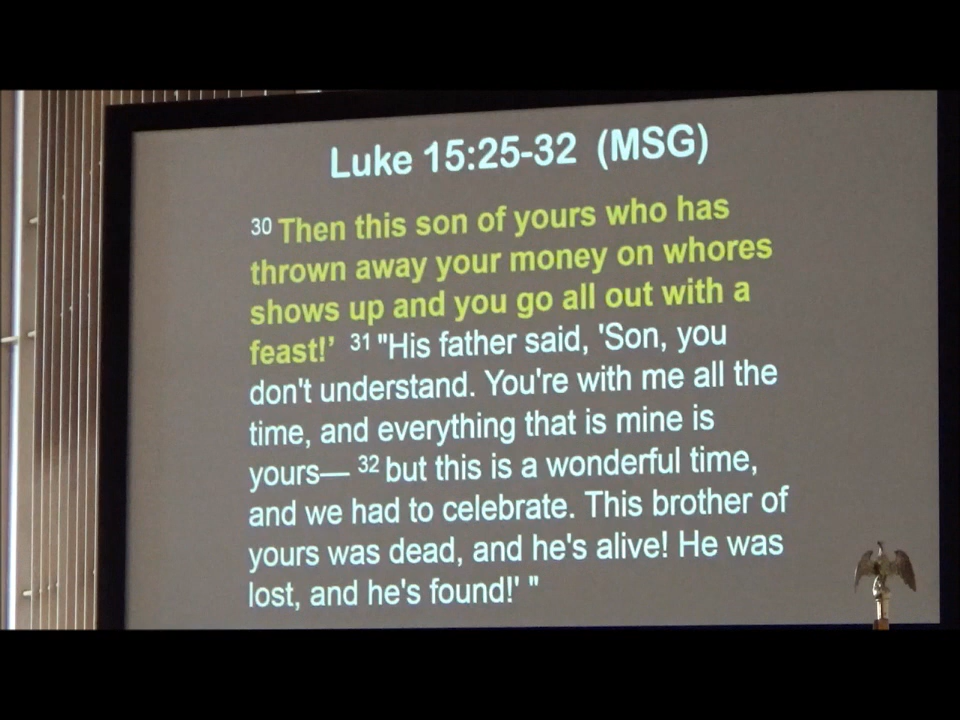 Luke 15:25-32 (MSG)
30 Then this son of yours who has
thrown away your money on whores
shows up and you go all out with a
feast!’ 31 "His father said, 'Son, you
don't understand. You're with me all the
time, and everything that is mine is
yours— 32 but this is a wonderful time,
and we had to celebrate. This brother of
yours was dead, and he's alive! He was
lost, and he's found!' "